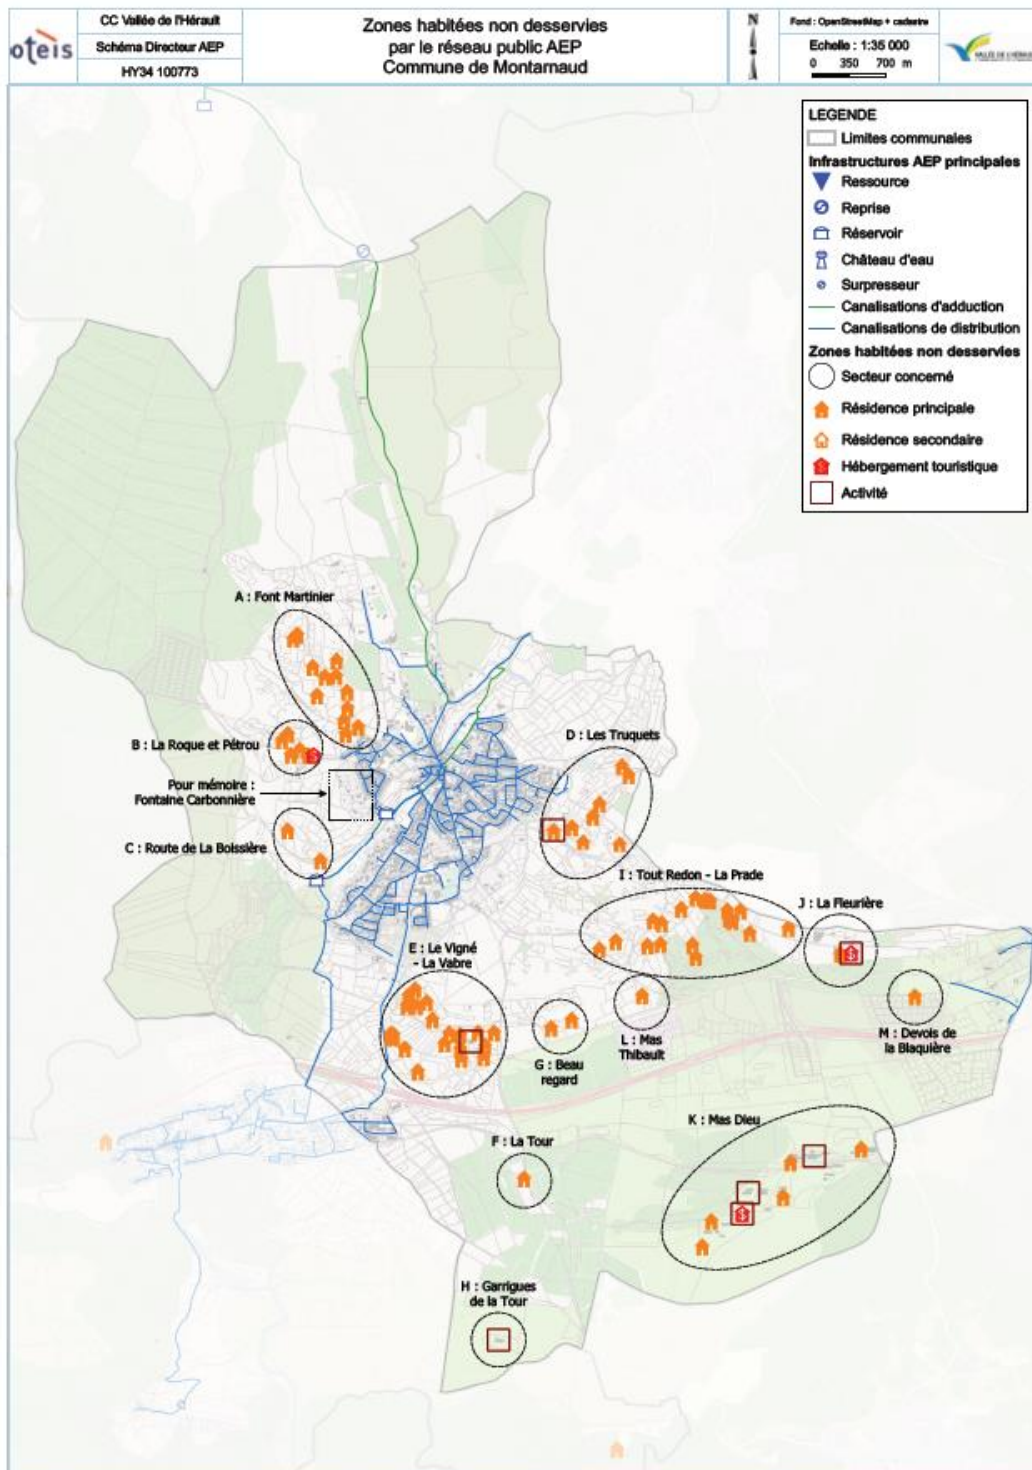 oteis
CC Vallée de l'Hérault
Schéma Directeur AEP
HY34 100773
Zones habitées non desservies
par le réseau public AEP
Commune de Montarnaud
N
Fond : OpenStreetMap + cadastre
Echelle : 1:35 000
0 350 700 m
VALLÉE DE L'HÉRAULT
LEGENDE
Limites communales
Infrastructures AEP principales
Ressource
Reprise
Réservoir
Château d'eau
Surpresseur
Canalisations d'adduction
Canalisations de distribution
Zones habitées non desservies
Secteur concerné
Résidence principale
Résidence secondaire
Hébergement touristique
Activité
A : Font Martinier
B : La Roque et Pétrou
Pour mémoire :
Fontaine Carbonnière
C : Route de La Boissière
D : Les Truquets
I : Tout Redon - La Prade
J : La Fleurière
E : Le Vigné
- La Vabre
G : Beau
regard
L : Mas
Thibault
M : Devois de
la Blaquière
K : Mas Dieu
F : La Tour
H : Garrigues
de la Tour